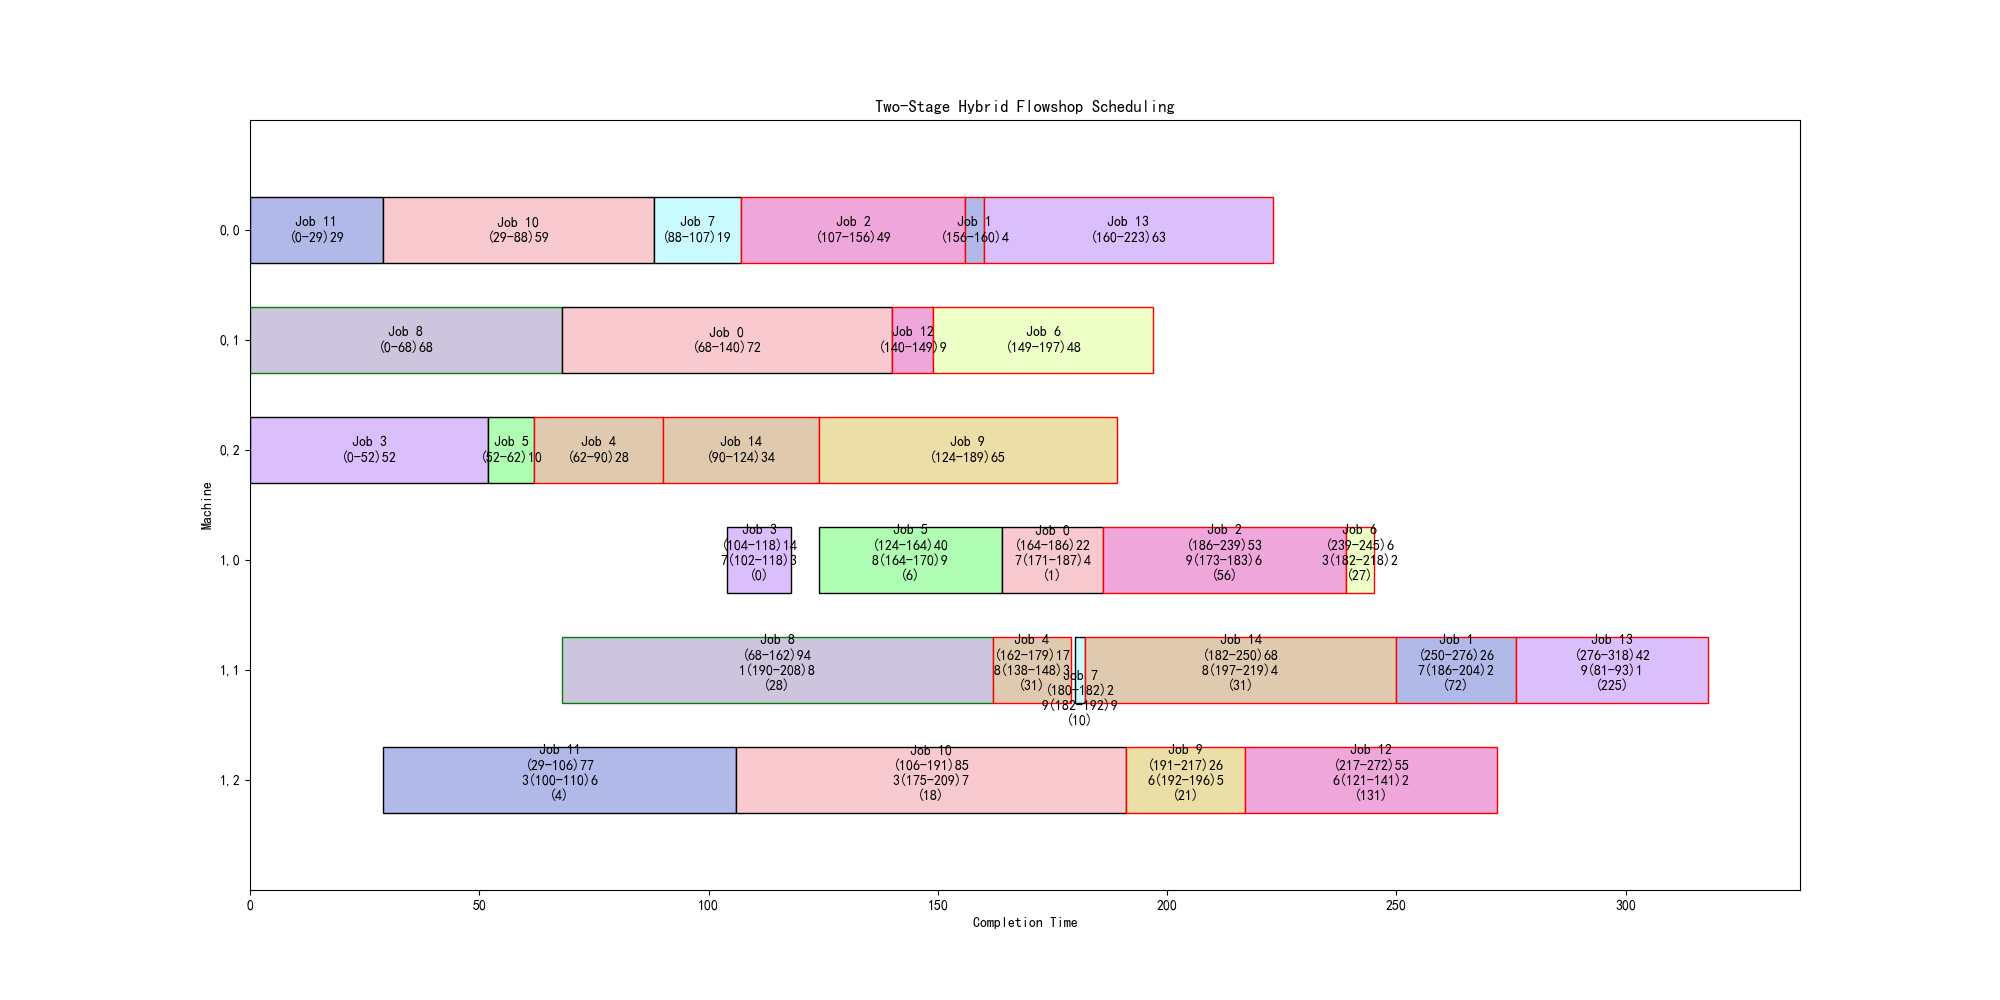 Two-Stage Hybrid Flowshop Scheduling
Machine
0,0
Job 11
(0-29)29
Job 10
(29-88)59
Job 7
(88-107)19
Job 2
(107-156)49
Job 1
(156-160)4
Job 13
(160-223)63
0,1
Job 8
(0-68)68
Job 0
(68-140)72
Job 12
(140-149)9
Job 6
(149-197)48
0,2
Job 3
(0-52)52
Job 5
(52-62)10
Job 4
(62-90)28
Job 14
(90-124)34
Job 9
(124-189)65
1,0
Job 3
(104-118)14
7(102-118)3
(0)
Job 5
(124-164)40
8(164-170)9
(6)
Job 0
(164-186)22
7(171-187)4
(1)
Job 2
(186-239)53
9(173-183)6
(56)
Job 6
(239-245)6
3(182-218)2
(27)
1,1
Job 8
(68-162)94
1(190-208)8
(28)
Job 4
(162-179)17
8(138-148)3
(31)
Job 7
(180-182)2
9(182-192)9
(10)
Job 14
(182-250)68
8(197-219)4
(31)
Job 1
(250-276)26
7(186-204)2
(72)
Job 13
(276-318)42
9(81-93)1
(225)
1,2
Job 11
(29-106)77
3(100-110)6
(4)
Job 10
(106-191)85
3(175-209)7
(18)
Job 9
(191-217)26
6(192-196)5
(21)
Job 12
(217-272)55
6(121-141)2
(131)
0
50
100
150
200
250
300
Completion Time